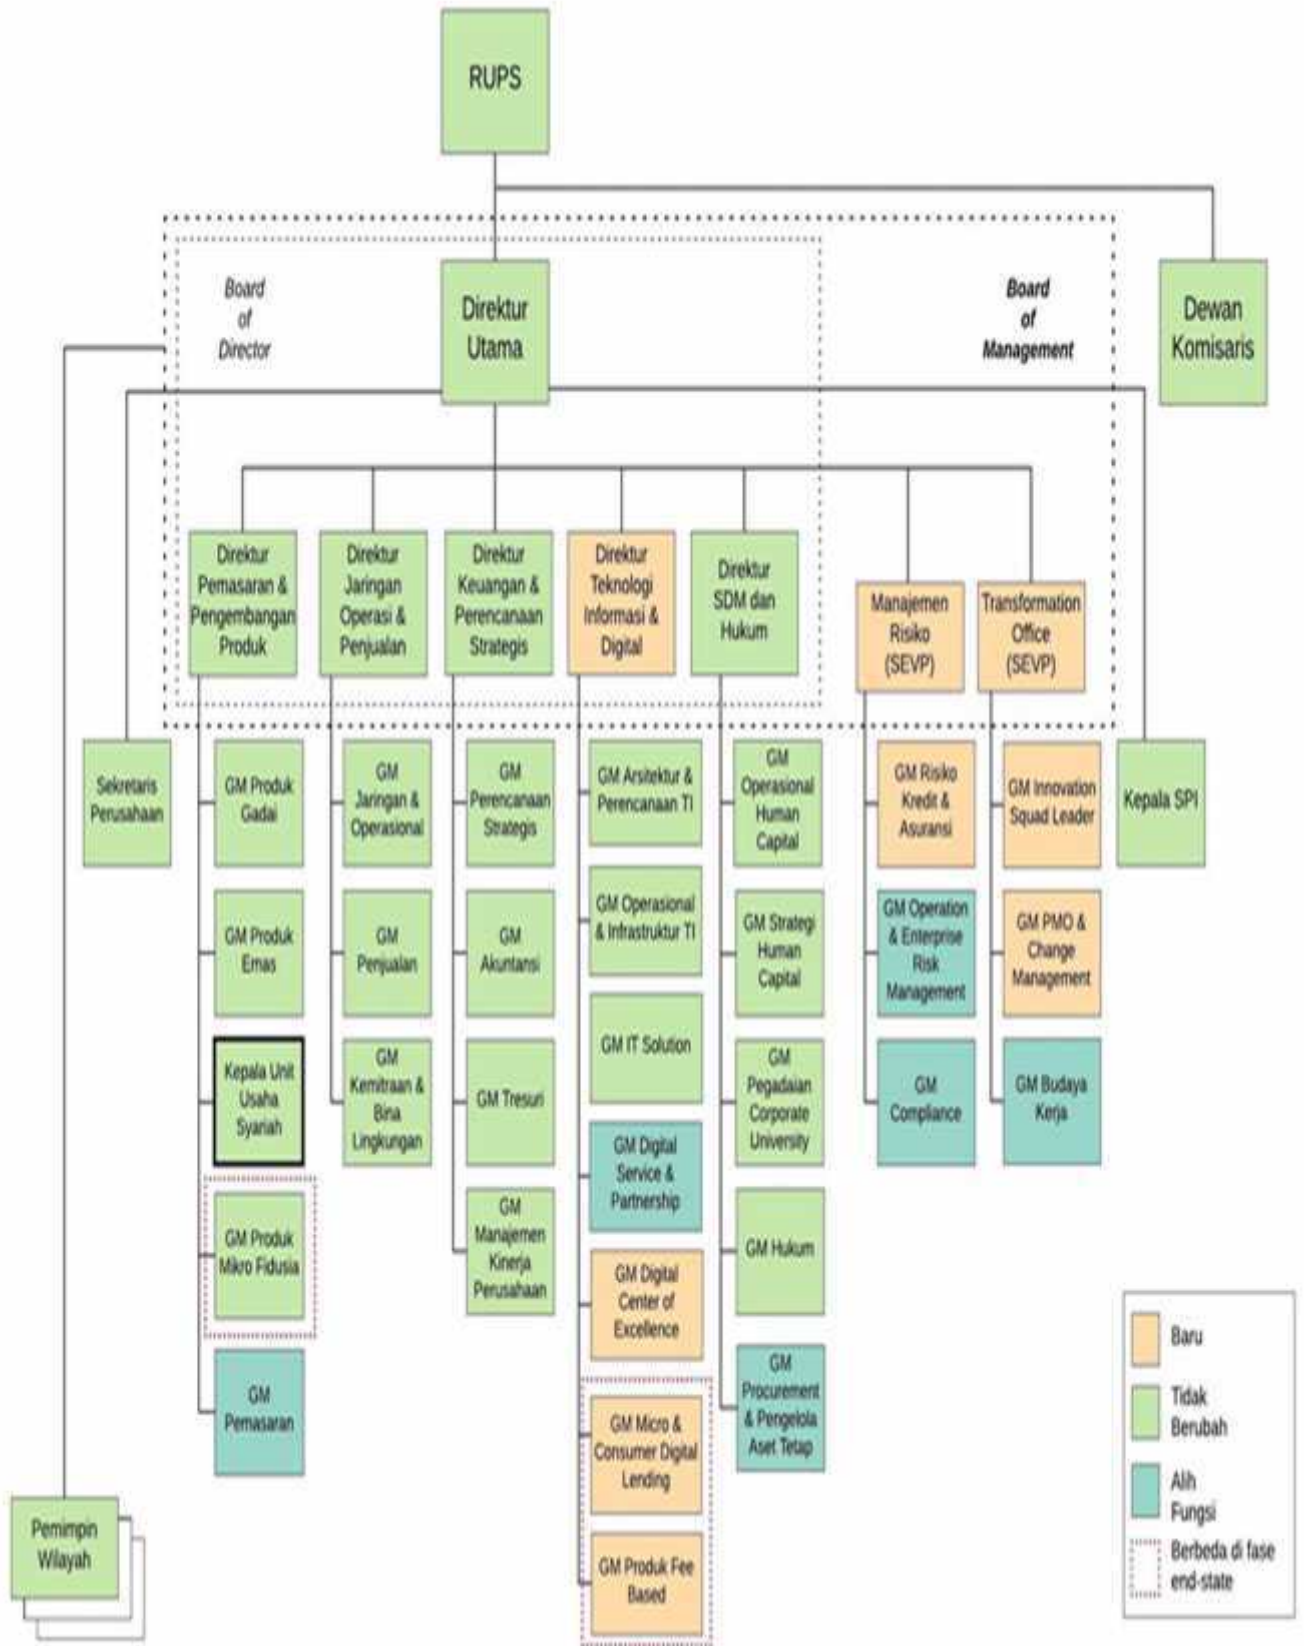 RUPS
Board
of
Director
Direktur
Utama
Board
of
Management
Dewan
Komisaris
Direktur
Pemasaran &
Pengembangan
Produk
Direktur
Jaringan
Operasi &
Penjualan
Direktur
Keuangan &
Perencanaan
Strategis
Direktur
Teknologi
Informasi &
Digital
Direktur
SDM dan
Hukum
Manajemen
Risiko
(SEVP)
Transformation
Office
(SEVP)
Sekretaris
Perusahaan
GM Produk
Gadai
GM
Jaringan &
Operasional
GM
Perencanaan
Strategis
GM Arsitektur &
Perencanaan TI
GM
Operasional
Human
Capital
GM Risiko
Kredit &
Asuransi
GM Innovation
Squad Leader
Kepala SPI
GM Produk
Emas
GM
Penjualan
GM
Akuntansi
GM Operasional
& Infrastruktur TI
GM Strategi
Human
Capital
GM Operation
& Enterprise
Risk
Management
GM PMO &
Change
Management
Kepala Unit
Usaha
Syariah
GM
Kemitraan &
Bina
Lingkungan
GM Tresuri
GM IT Solution
GM
Pegadaian
Corporate
University
GM
Compliance
GM Budaya
Kerja
GM Produk
Mikro Fidusia
GM
Manajemen
Kinerja
Perusahaan
GM Digital
Service &
Partnership
GM Hukum
GM
Pemasaran
GM Digital
Center of
Excellence
GM
Procurement
& Pengelola
Aset Tetap
GM Micro &
Consumer Digital
Lending
GM Produk Fee
Based
Pemimpin
Wilayah
Baru
Tidak
Berubah
Alih
Fungsi
Berbeda di fase
end-state